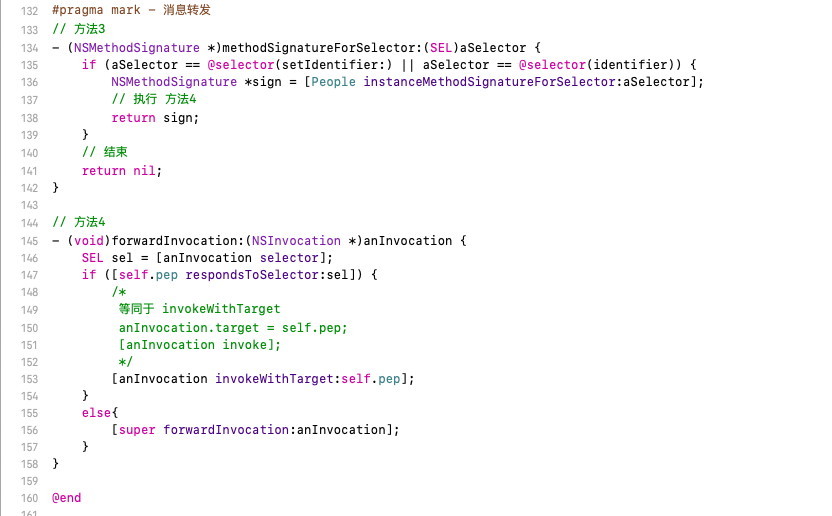 132 #pragma mark — 消息转发
133 // 方法3
134 - (NSMethodSignature *)methodSignatureForSelector:(SEL)aSelector {
135     if (aSelector == @selector(setIdentifier:) || aSelector == @selector(identifier)) {
136         NSMethodSignature *sign = [People instanceMethodSignatureForSelector:aSelector];
137         // 执行 方法4
138         return sign;
139     }
140     // 结束
141     return nil;
142 }
143
144 // 方法4
145 - (void)forwardInvocation:(NSInvocation *)anInvocation {
146     SEL sel = [anInvocation selector];
147     if ([self.pep respondsToSelector:sel]) {
148         /*
149          等同于 invokeWithTarget
150          anInvocation.target = self.pep;
151          [anInvocation invoke];
152          */
153         [anInvocation invokeWithTarget:self.pep];
154     }
155     else{
156         [super forwardInvocation:anInvocation];
157     }
158 }
159
160 @end
161